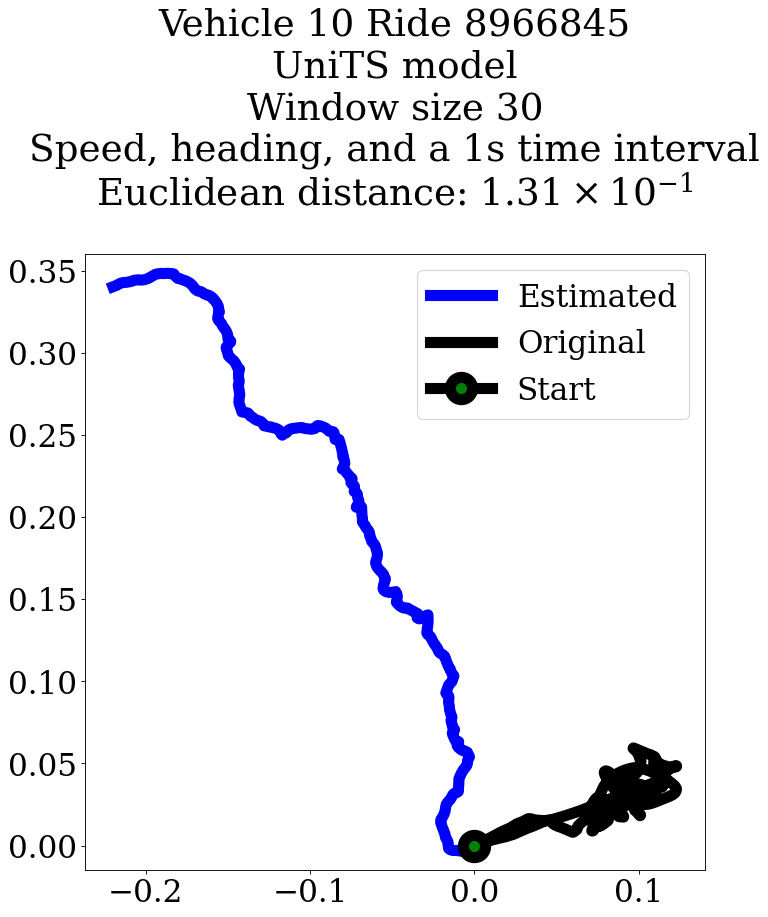 Vehicle 10 Ride 8966845
UniTS model
Window size 30
Speed, heading, and a 1s time interval
Euclidean distance: 1.31 × 10⁻¹
Estimated
Original
Start
0.35
0.30
0.25
0.20
0.15
0.10
0.05
0.00
−0.2
−0.1
0.0
0.1